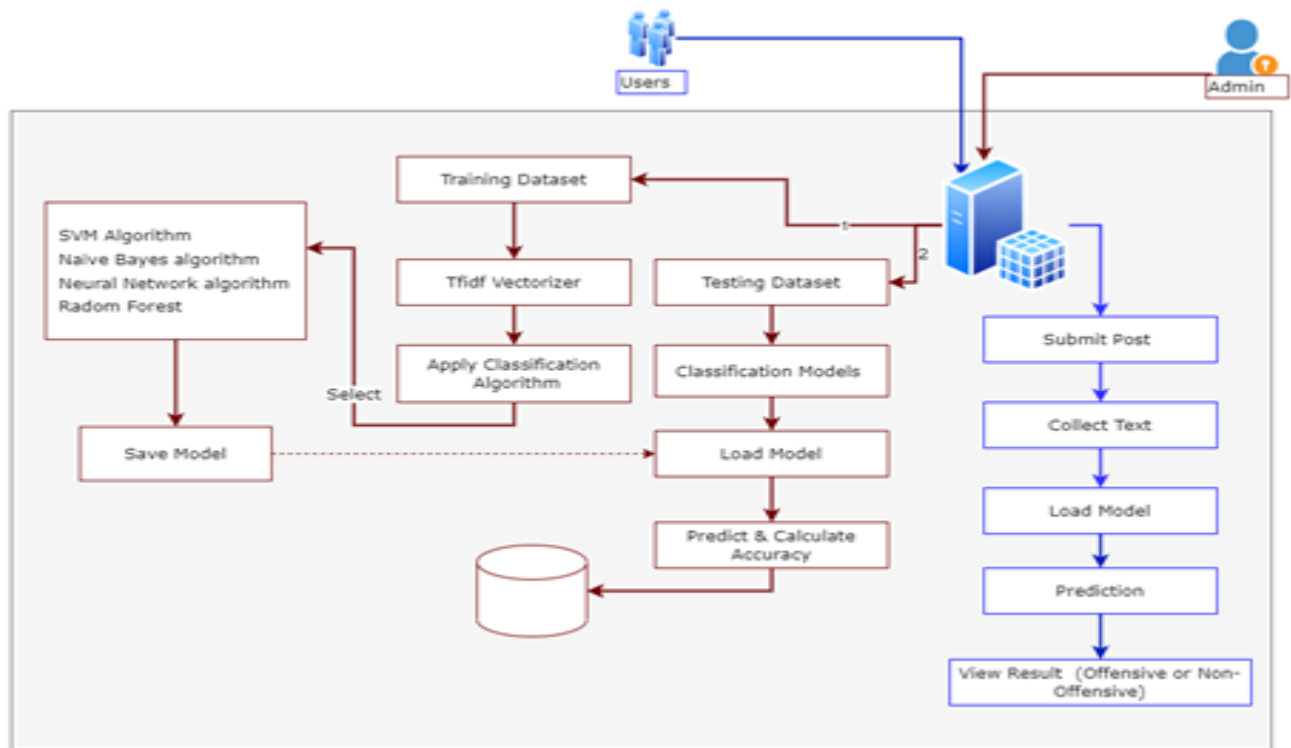 Users
Admin
Training Dataset
1
2
SVM Algorithm
Naive Bayes algorithm
Neural Network algorithm
Radom Forest
Tfidf Vectorizer
Testing Dataset
Submit Post
Apply Classification
Algorithm
Classification Models
Select
Collect Text
Save Model
Load Model
Load Model
Predict & Calculate
Accuracy
Prediction
View Result (Offensive or Non-
Offensive)